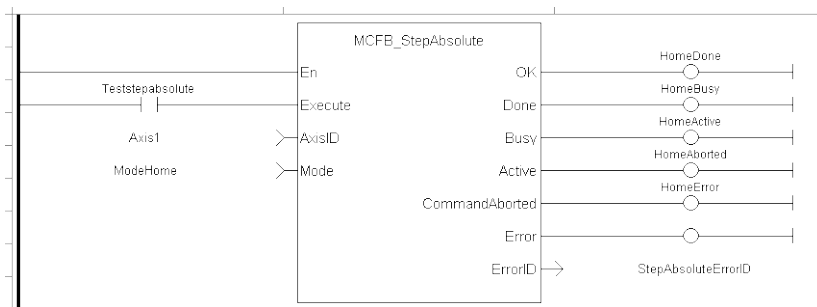 MCFB_StepAbsolute
HomeDone
En OK
Teststepabsolute HomeBusy
Execute Done
HomeActive
Axis1 AxisID Busy
HomeAborted
ModeHome Mode Active
HomeError
CommandAborted
Error
ErrorID StepAbsoluteErrorID